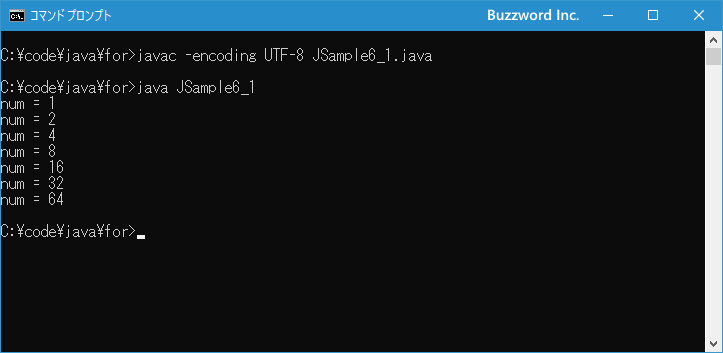 コマンドプロンプト
Buzzword Inc.
C:¥code¥java¥for>javac -encoding UTF-8 JSample6_1.java
C:¥code¥java¥for>java JSample6_1
num = 1
num = 2
num = 4
num = 8
num = 16
num = 32
num = 64
C:¥code¥java¥for>